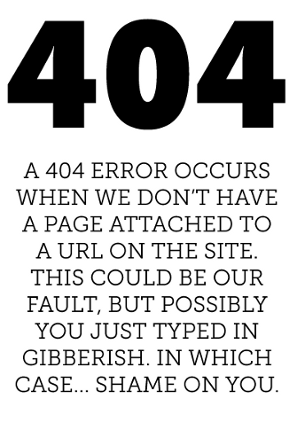 404
A 404 ERROR OCCURS
WHEN WE DON'T HAVE
A PAGE ATTACHED TO
A URL ON THE SITE.
THIS COULD BE OUR
FAULT, BUT POSSIBLY
YOU JUST TYPED IN
GIBBERISH. IN WHICH
CASE... SHAME ON YOU.